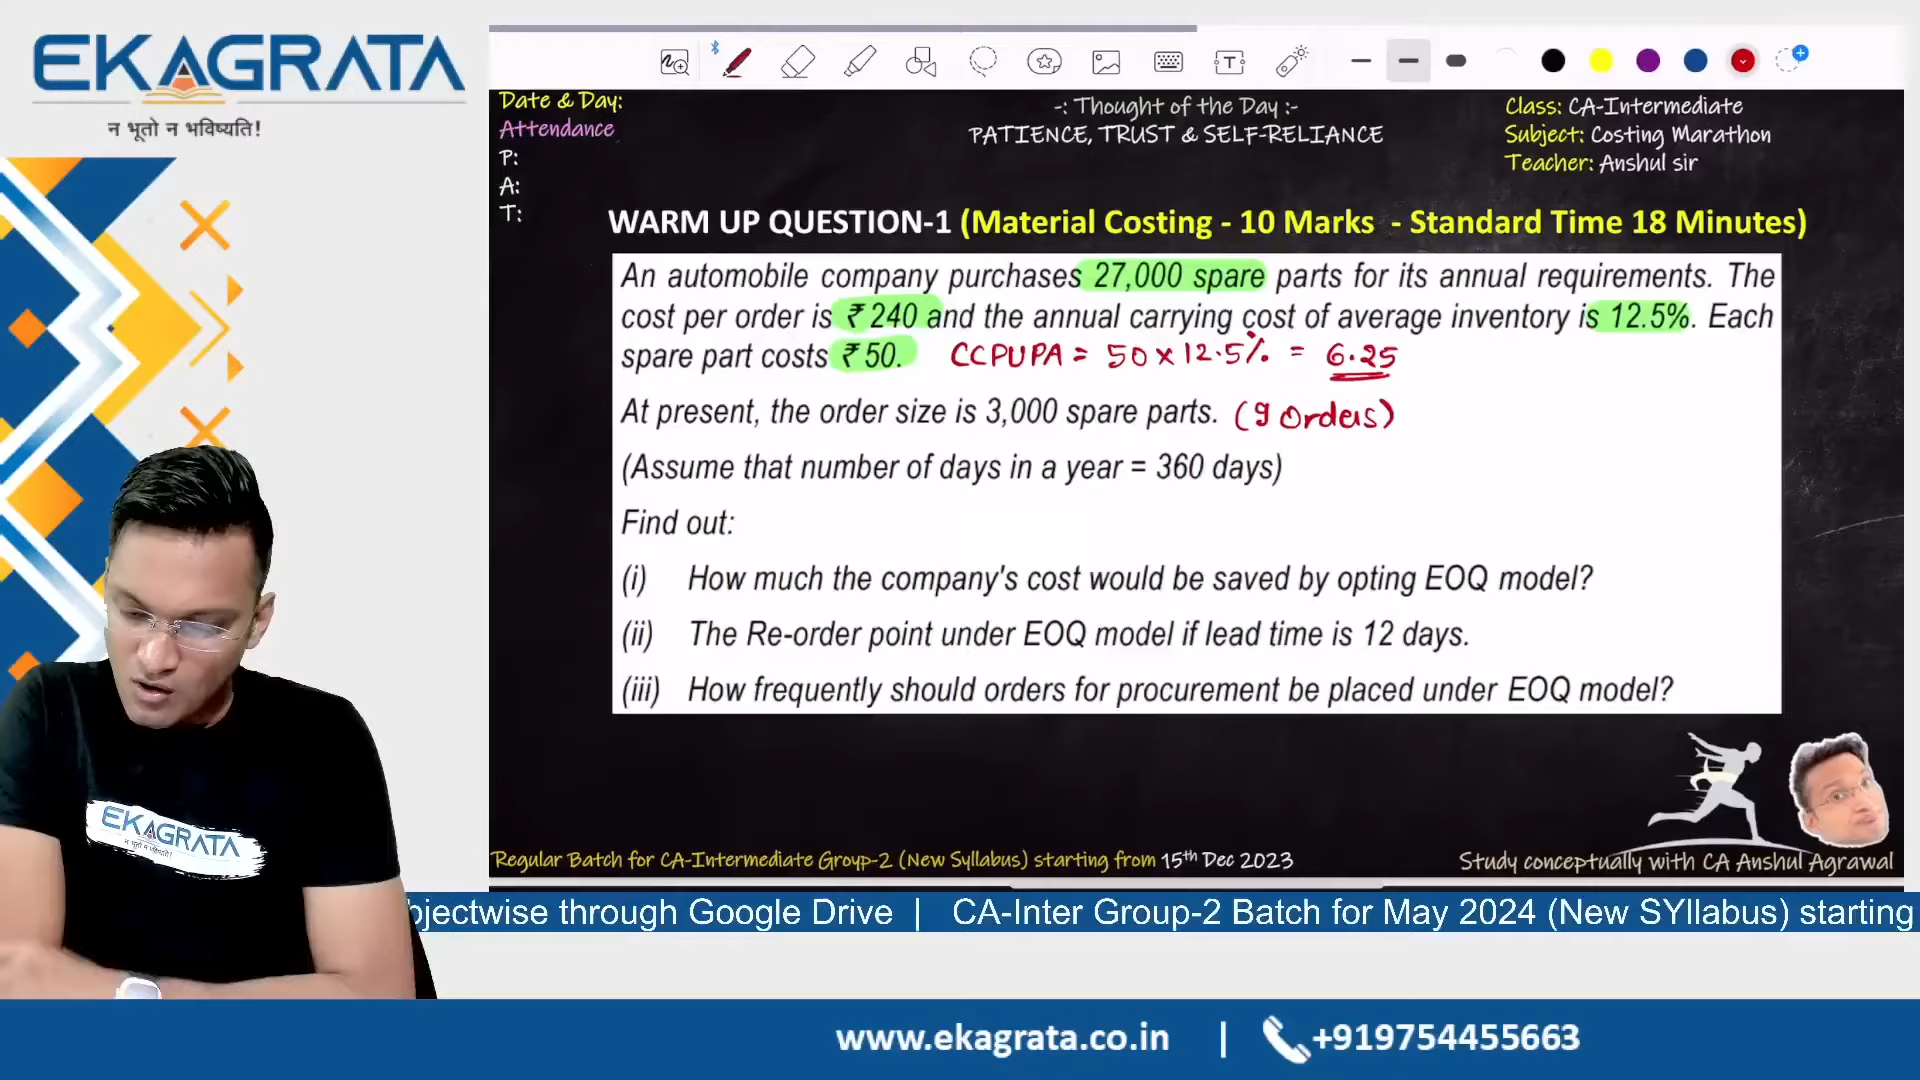 EKAGRATA
न भूतो न भविष्यति!
Date & Day:
Attendance
P:
A:
T:
-: Thought of the Day :-
PATIENCE, TRUST & SELF-RELIANCE
Class: CA-Intermediate
Subject: Costing Marathon
Teacher: Anshul sir
WARM UP QUESTION-1 (Material Costing - 10 Marks - Standard Time 18 Minutes)
An automobile company purchases 27,000 spare parts for its annual requirements. The
cost per order is ₹ 240 and the annual carrying cost of average inventory is 12.5%. Each
spare part costs ₹ 50. CCPUPA = 50 x 12.5% = 6.25
At present, the order size is 3,000 spare parts. (9 Orders)
(Assume that number of days in a year = 360 days)
Find out:
(i) How much the company's cost would be saved by opting EOQ model?
(ii) The Re-order point under EOQ model if lead time is 12 days.
(iii) How frequently should orders for procurement be placed under EOQ model?
EKAGRATA
न भूतो न भविष्यति!
Regular Batch for CA-Intermediate Group-2 (New Syllabus) starting from 15th Dec 2023
Study conceptually with CA Anshul Agrawal
bjectwise through Google Drive | CA-Inter Group-2 Batch for May 2024 (New SYllabus) starting
www.ekagrata.co.in | +919754455663